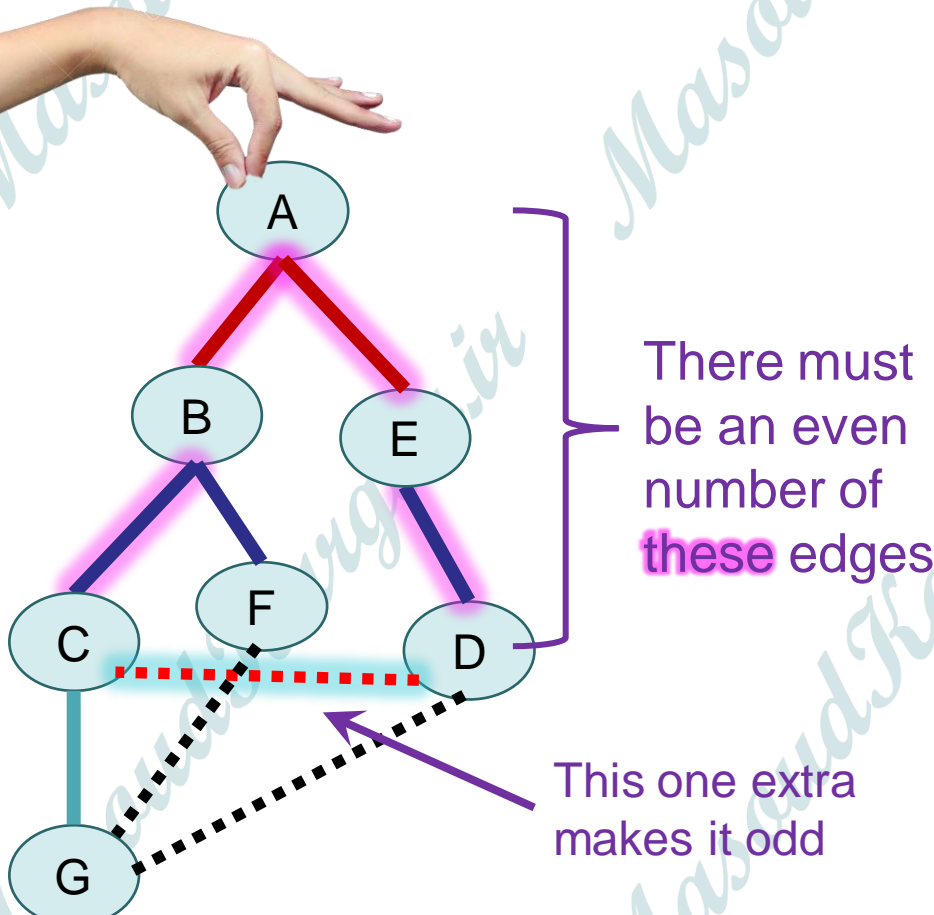 A
B
E
There must
be an even
number of
these edges
F
C
D
This one extra
makes it odd
G